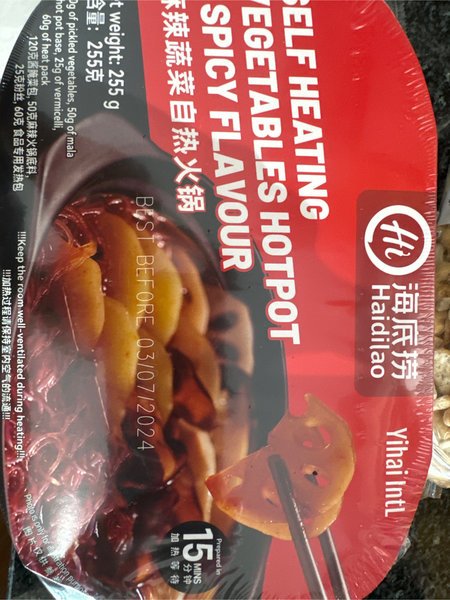 Hi
海底捞
Haidilao
Yihai Intl
SELF HEATING
VEGETABLES HOTPOT
SPICY FLAVOUR
麻辣蔬菜自热火锅
weight: 255 g
含量：255克
of pickled vegetables, 50g of mala
hot pot base, 25g of vermicelli,
60g of heat pack
120克酱腌菜包, 50克麻辣火锅底料,
25克粉丝, 60克 食品专用发热包
BEST BEFORE 03/07/2024
!!!Keep the room well-ventilated during heating!!!
!!!加热过程请保持室内空气的流通!!!
Prepared in
15 MINS
分钟
加热等待